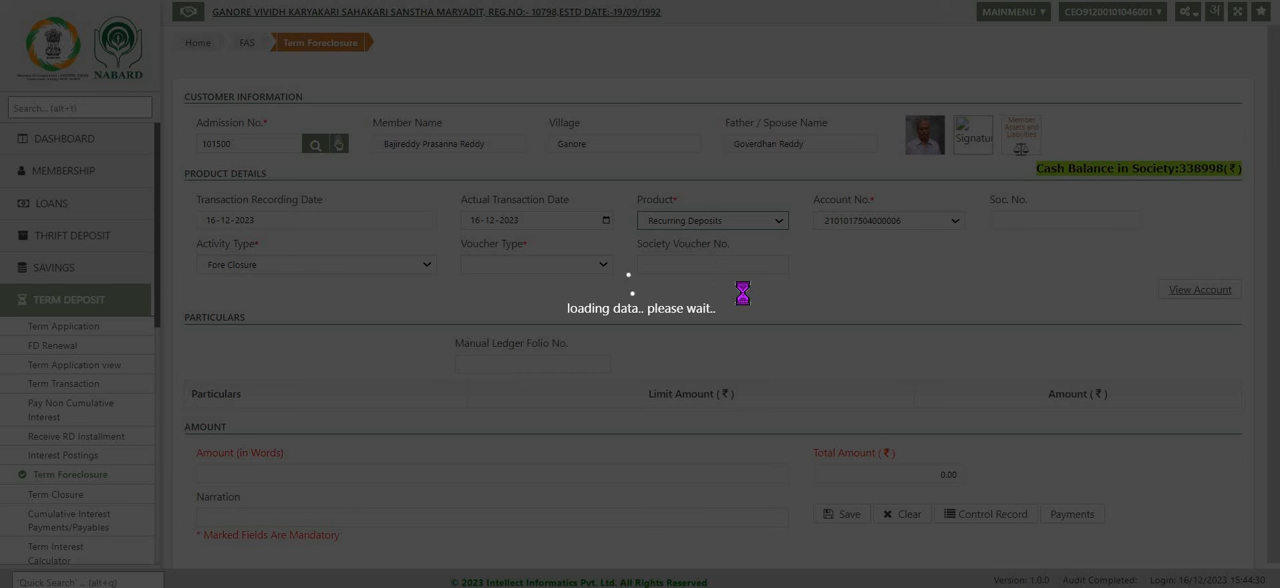 GANORE VIVIDH KARYAKARI SAHAKARI SANSTHA MARYADIT, REG.NO:- 10798,ESTD DATE:-19/09/1992
MAINMENU
CEO91200101046001
अ
NABARD
Home
FAS
Term Foreclosure
Search... (alt+t)
DASHBOARD
MEMBERSHIP
LOANS
THRIFT DEPOSIT
SAVINGS
TERM DEPOSIT
Term Application
FD Renewal
Term Application view
Term Transaction
Pay Non Cumulative
Interest
Receive RD Installment
Interest Postings
Term Foreclosure
Term Closure
Cumulative Interest
Payments/Payables
Term Interest
Calculator
'Quick Search' ... (alt+q)
CUSTOMER INFORMATION
Admission No.*
Member Name
Village
Father / Spouse Name
101500
Bajireddy Prasanna Reddy
Ganore
Goverdhan Reddy
Signatur
Member
Assets and
Liabilities
Cash Balance in Society:338998(₹)
PRODUCT DETAILS
Transaction Recording Date
Actual Transaction Date
Product*
Account No.*
Soc. No.
16-12-2023
16-12-2023
Recurring Deposits
2101017504000006
Activity Type*
Voucher Type*
Society Voucher No.
Fore Closure
loading data.. please wait..
View Account
PARTICULARS
Manual Ledger Folio No.
Particulars
Limit Amount (₹)
Amount (₹)
AMOUNT
Amount (in Words)
Total Amount (₹)
0.00
Narration
Save
Clear
Control Record
Payments
* Marked Fields Are Mandatory
© 2023 Intellect Informatics Pvt. Ltd. All Rights Reserved
Version: 1.0.0
Audit Completed:
Login: 16/12/2023 15:44:30